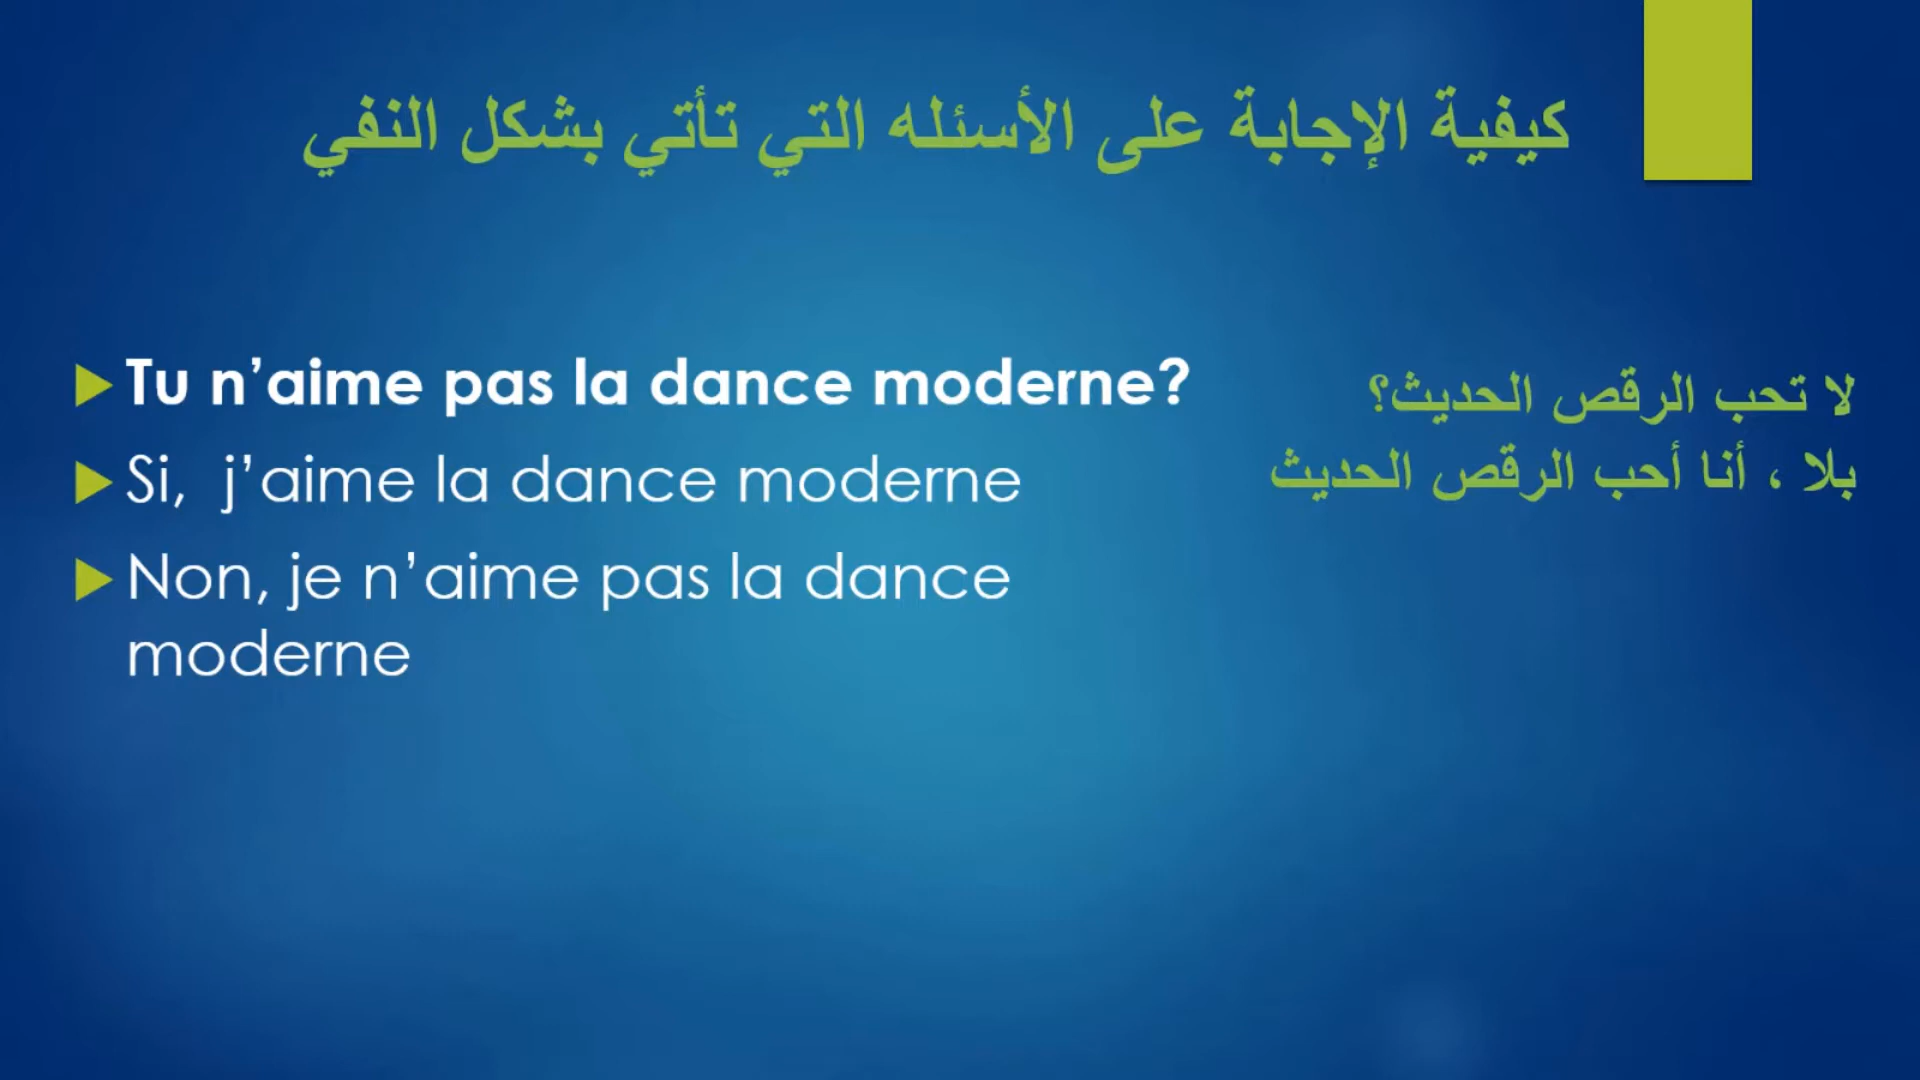 كيفية الإجابة على الأسئله التي تأتي بشكل النفي
Tu n’aime pas la dance moderne?
Si, j’aime la dance moderne
Non, je n’aime pas la dance
moderne
لا تحب الرقص الحديث؟
بلا ، أنا أحب الرقص الحديث